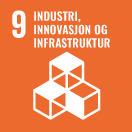 9 INDUSTRI,
INNOVASJON OG
INFRASTRUKTUR